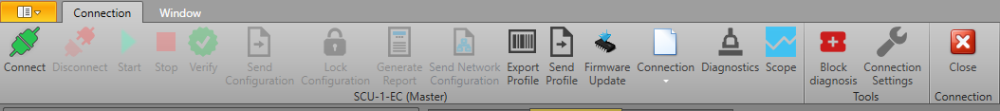 Connection Window
Connect Disconnect Start Stop Verify Send Configuration Lock Configuration Generate Report Send Network Configuration Export Profile Send Profile Firmware Update Connection Diagnostics Scope Block diagnosis Connection Settings Close
SCU-1-EC (Master) Tools Connection